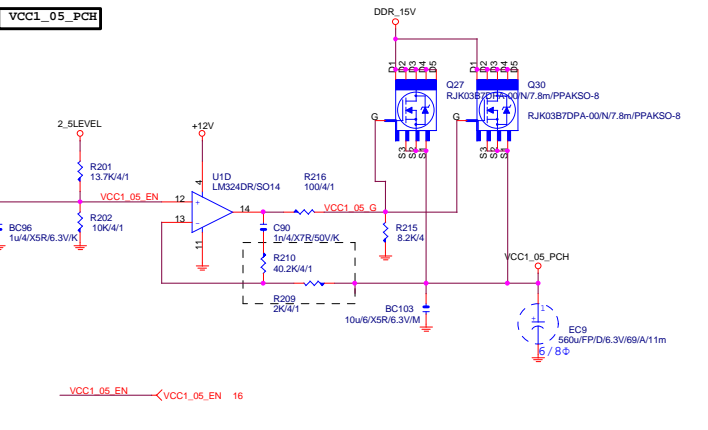 VCC1_05_PCH
DDR_15V
D1
D2
D3
D4
D5
D1
D2
D3
D4
D5
Q27
RJK03B7DPA-00/N/7.8m/PPAKSO-8
Q30
RJK03B7DPA-00/N/7.8m/PPAKSO-8
G
G
S3
S2
S1
S3
S2
S1
2_5LEVEL
+12V
R201
13.7K/4/1
U1D
LM324DR/SO14
R216
100/4/1
4
VCC1_05_EN
12
+
14
VCC1_05_G
13
-
11
R202
10K/4/1
BC96
1u/4/X5R/6.3V/K
C90
1n/4/X7R/50V/K
R215
8.2K/4
R210
40.2K/4/1
R209
2K/4/1
BC103
10u/6/X5R/6.3V/M
VCC1_05_PCH
1
+
EC9
560u/FP/D/6.3V/69/A/11m
6/8Φ
VCC1_05_EN
VCC1_05_EN 16